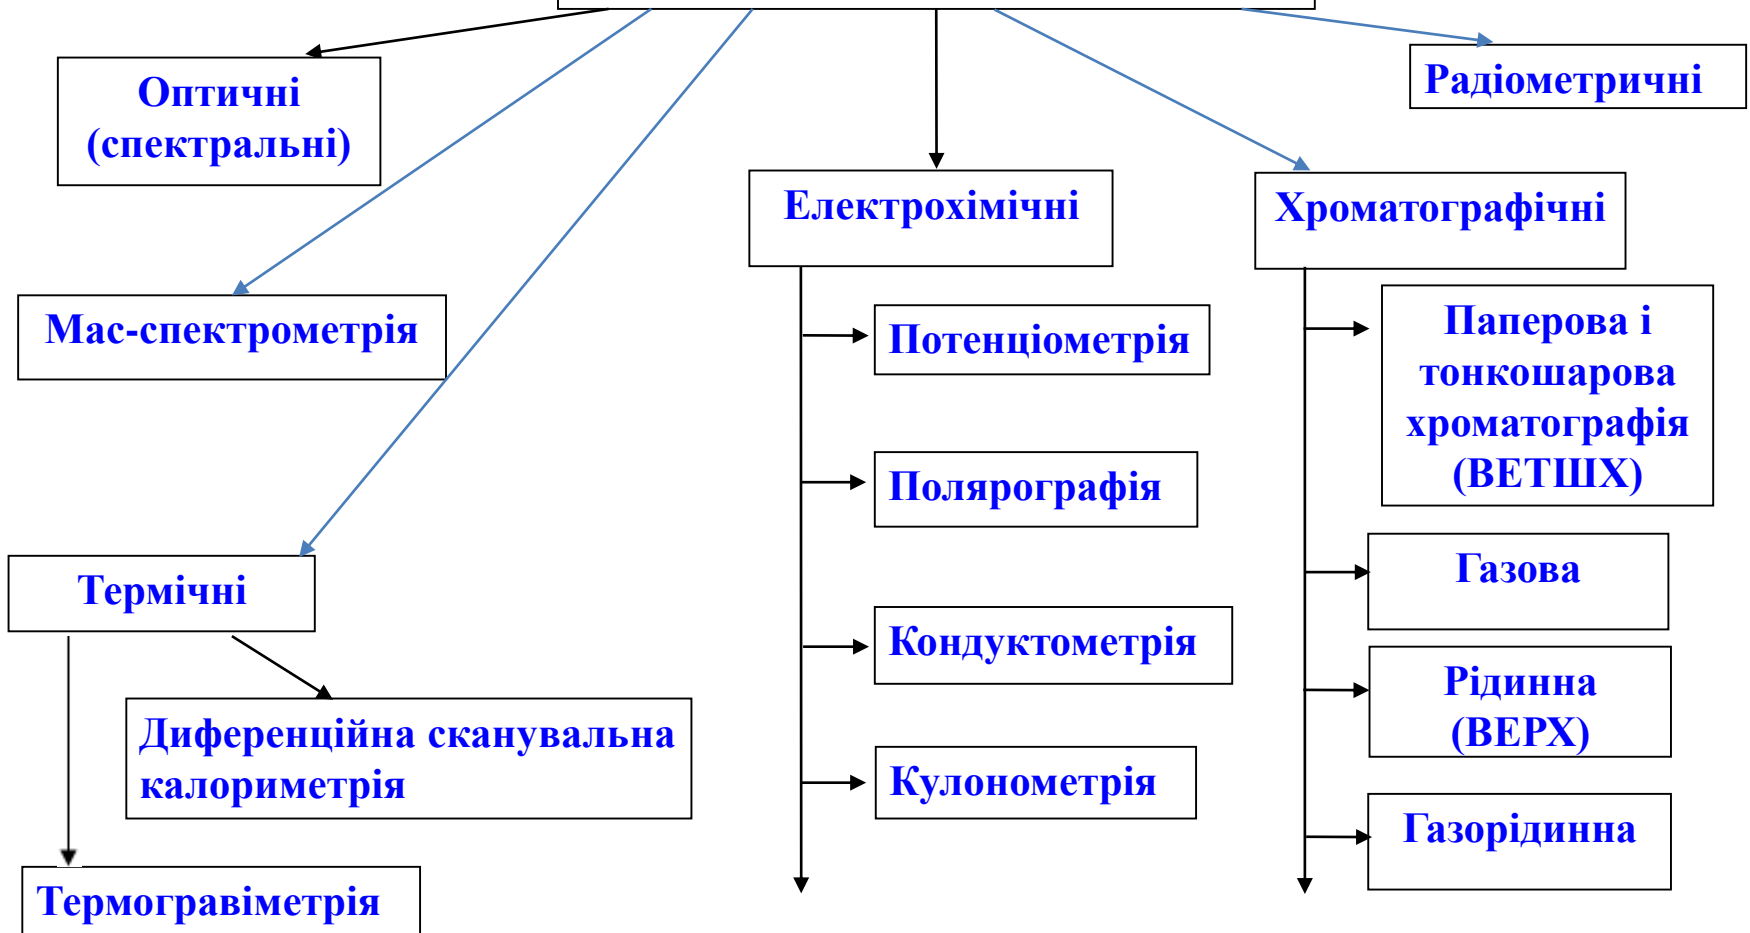 Оптичні
(спектральні)
Радіометричні
Електрохімічні
Хроматографічні
Мас-спектрометрія
Потенціометрія
Паперова і
тонкошарова
хроматографія
(ВЕТШХ)
Полярографія
Термічні
Газова
Кондуктометрія
Рідинна
(ВЕРХ)
Диференційна сканувальна
калориметрія
Кулонометрія
Газорідинна
Термогравіметрія